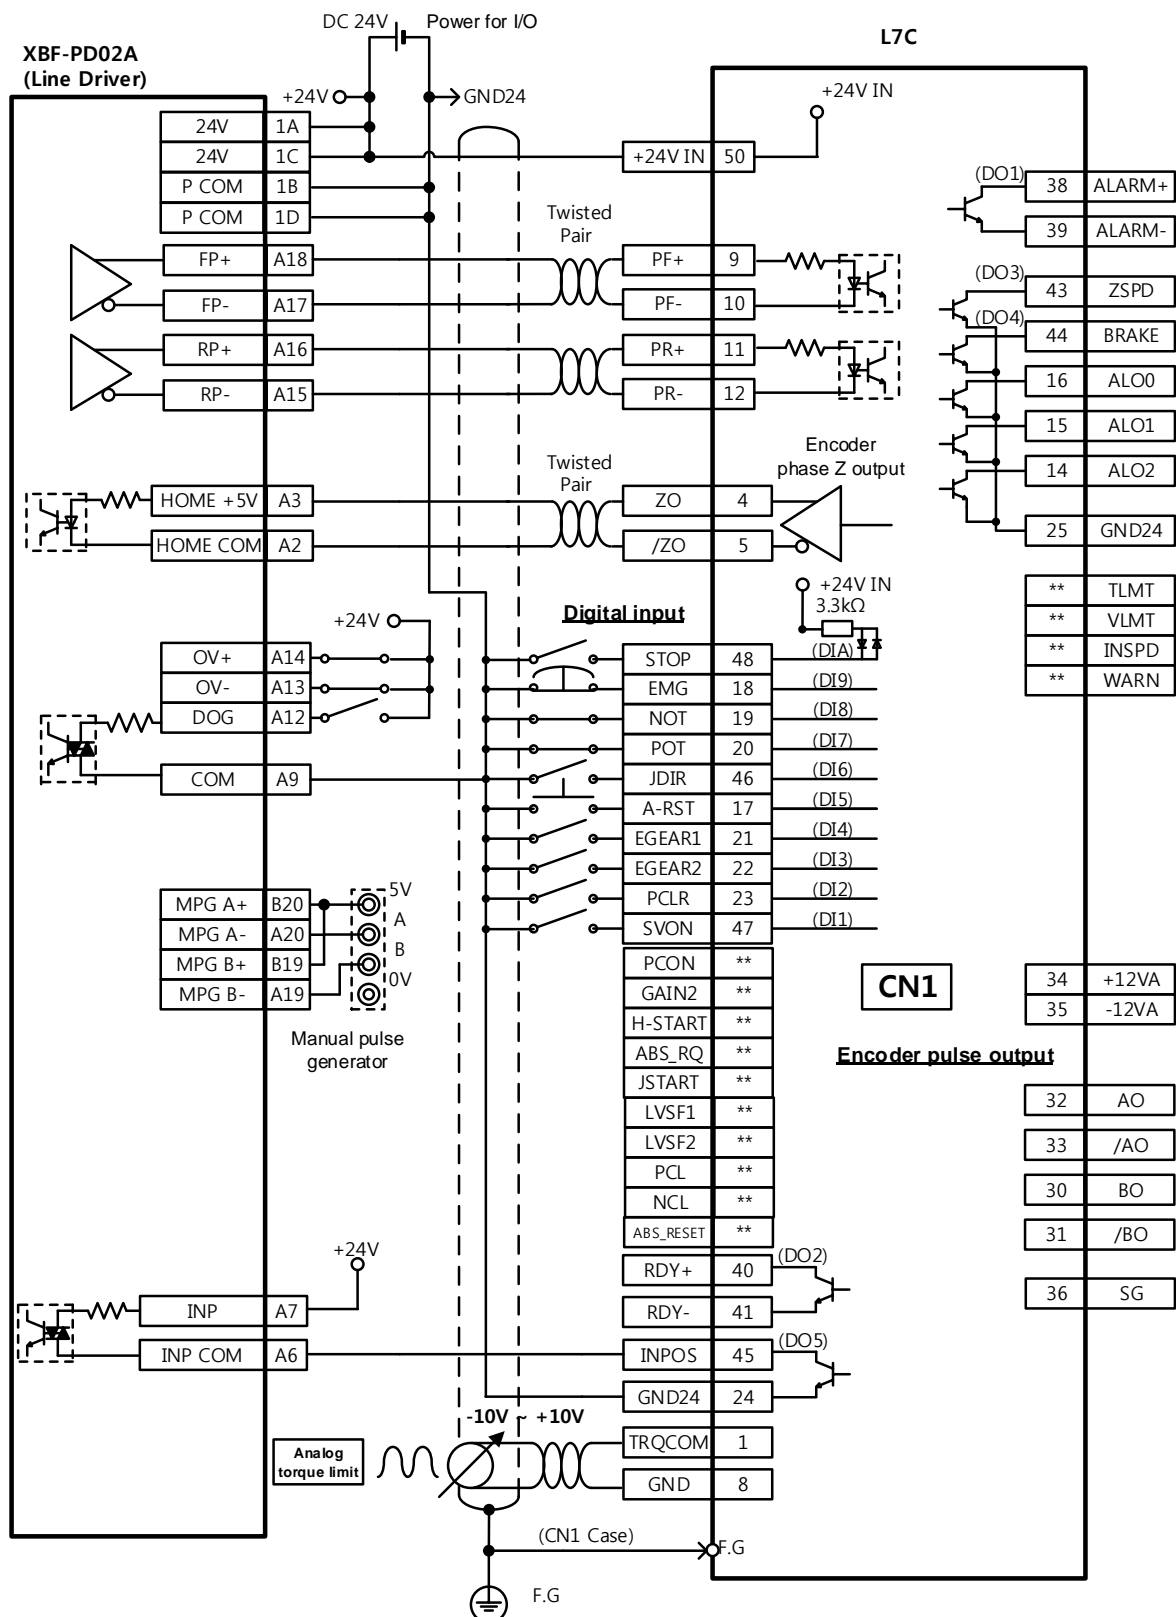 DC 24V
Power for I/O
XBF-PD02A
(Line Driver)
L7C
+24V
GND24
+24V IN
24V 1A
24V 1C
P COM 1B
P COM 1D
+24V IN 50
(DO1)
38 ALARM+
39 ALARM-
Twisted
Pair
FP+ A18
FP- A17
RP+ A16
RP- A15
PF+ 9
PF- 10
PR+ 11
PR- 12
(DO3)
43 ZSPD
(DO4)
44 BRAKE
16 ALO0
15 ALO1
14 ALO2
25 GND24
Encoder
phase Z output
Twisted
Pair
HOME +5V A3
HOME COM A2
ZO 4
/ZO 5
** TLMT
** VLMT
** INSPD
** WARN
+24V IN
3.3kΩ
Digital input
+24V
OV+ A14
OV- A13
DOG A12
COM A9
STOP 48 (DIA)
EMG 18 (DI9)
NOT 19 (DI8)
POT 20 (DI7)
JDIR 46 (DI6)
A-RST 17 (DI5)
EGEAR1 21 (DI4)
EGEAR2 22 (DI3)
PCLR 23 (DI2)
SVON 47 (DI1)
MPG A+ B20
MPG A- A20
MPG B+ B19
MPG B- A19
5V
A
B
0V
Manual pulse
generator
PCON **
GAIN2 **
H-START **
ABS_RQ **
JSTART **
LVSF1 **
LVSF2 **
PCL **
NCL **
ABS_RESET **
CN1
34 +12VA
35 -12VA
Encoder pulse output
32 AO
33 /AO
30 BO
31 /BO
36 SG
+24V
INP A7
INP COM A6
RDY+ 40 (DO2)
RDY- 41
INPOS 45 (DO5)
GND24 24
-10V ~ +10V
Analog
torque limit
TRQCOM 1
GND 8
(CN1 Case)
F.G
F.G